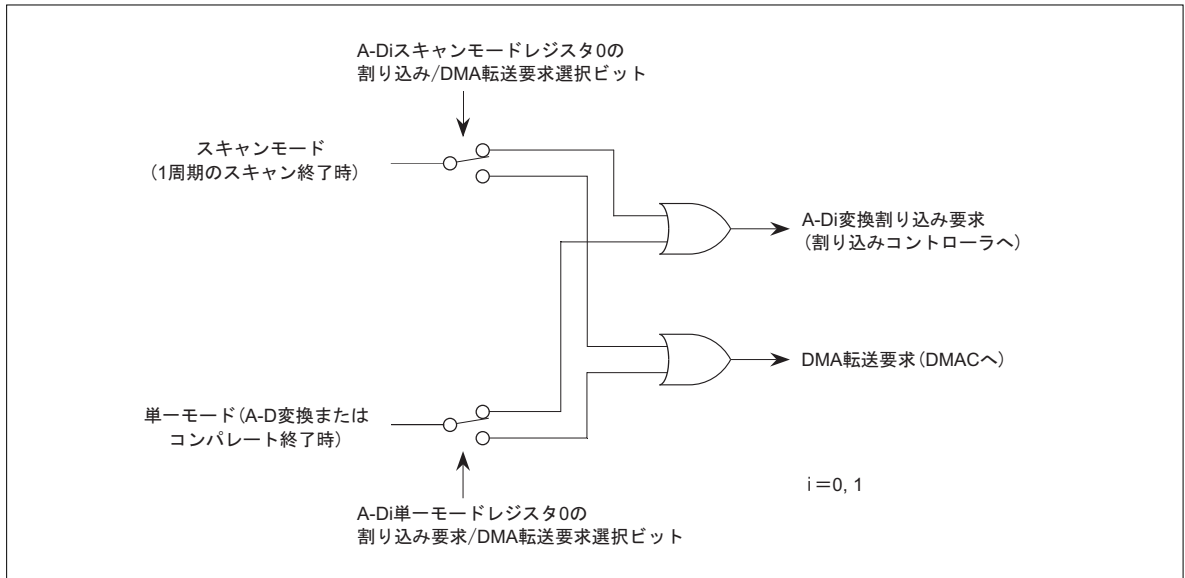 A-Diスキャンモードレジスタ0の
割り込み/DMA転送要求選択ビット
スキャンモード
(1周期のスキャン終了時)
A-Di変換割り込み要求
(割り込みコントローラへ)
DMA転送要求(DMACへ)
単一モード(A-D変換または
コンパレート終了時)
i=0, 1
A-Di単一モードレジスタ0の
割り込み要求/DMA転送要求選択ビット